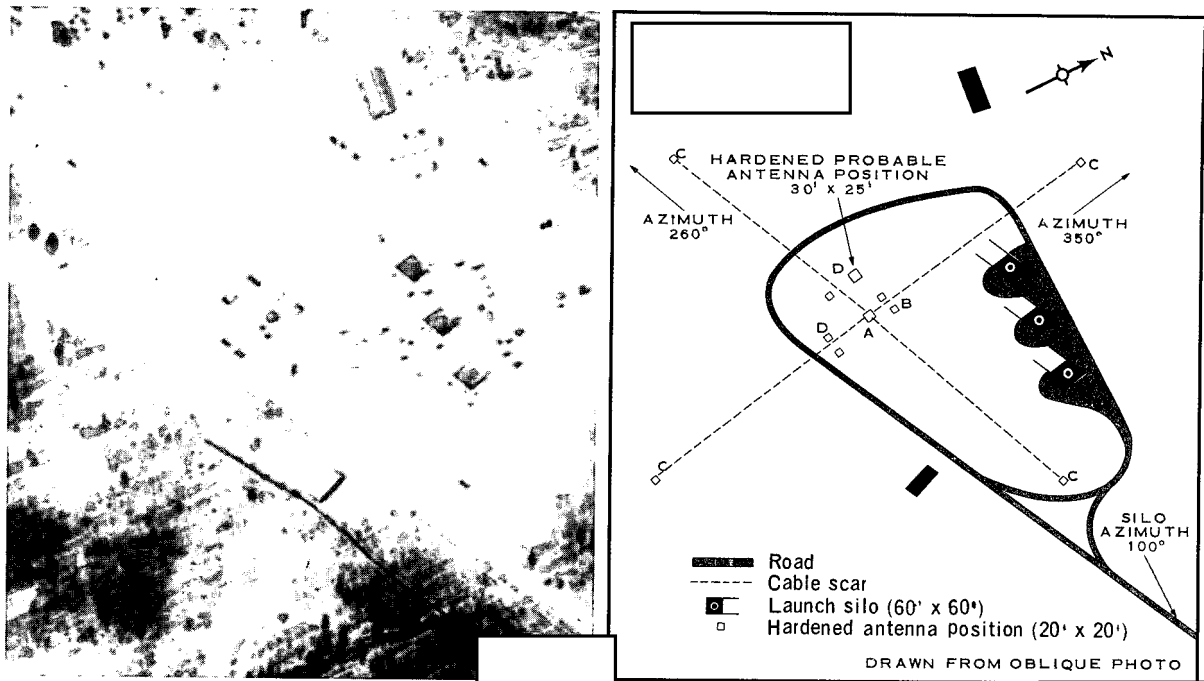 N
C
HARDENED PROBABLE
ANTENNA POSITION
30' X 25'
C
AZIMUTH
260°
AZIMUTH
350°
D
B
D
A
C
C
SILO
AZIMUTH
100°
Road
Cable scar
Launch silo (60' x 60')
Hardened antenna position (20' x 20')
DRAWN FROM OBLIQUE PHOTO